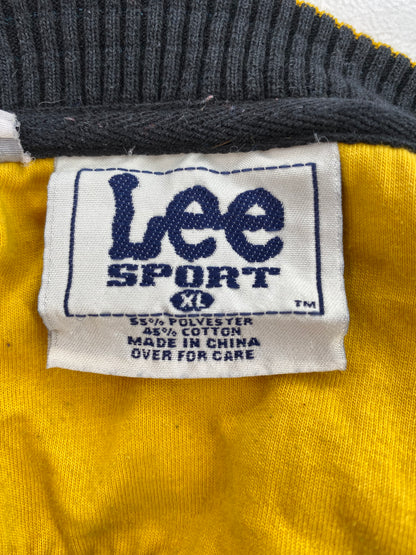 Lee
SPORT
XL
TM
55% POLYESTER
45% COTTON
MADE IN CHINA
OVER FOR CARE